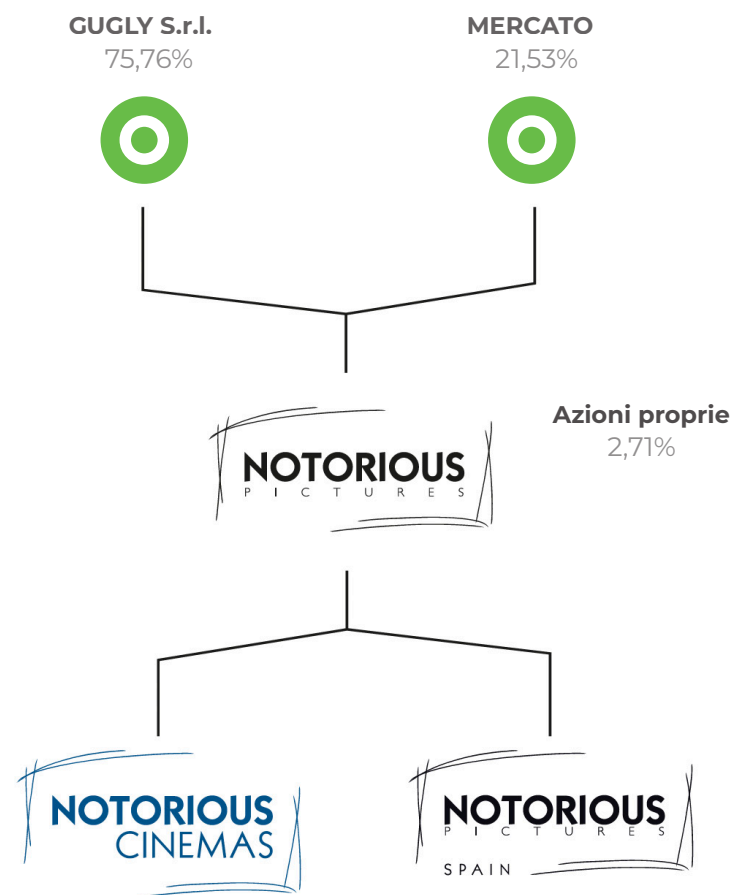 GUGLY S.r.l.
75,76%
MERCATO
21,53%
NOTORIOUS
PICTURES
Azioni proprie
2,71%
NOTORIOUS
CINEMAS
NOTORIOUS
PICTURES
SPAIN